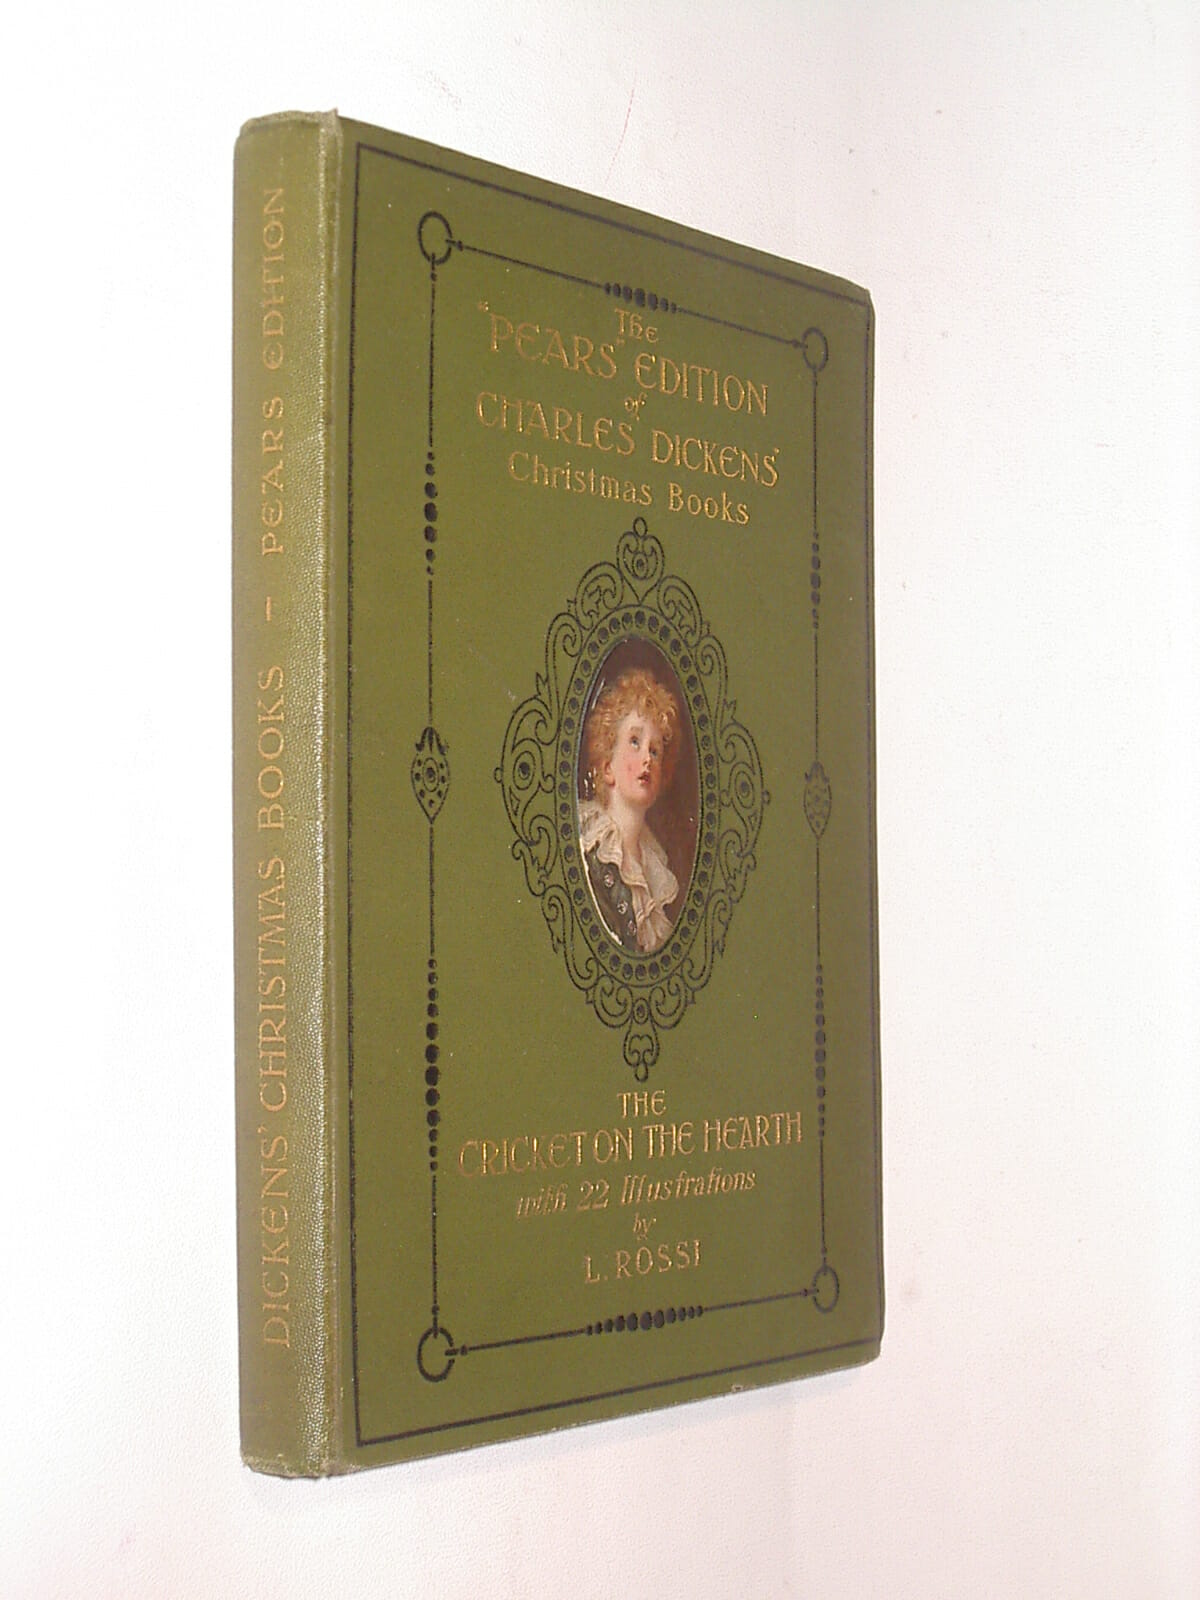 DICKENS' CHRISTMAS BOOKS – PEARS EDITION
The
"PEARS" EDITION
of
CHARLES DICKENS'
Christmas Books
THE
CRICKET ON THE HEARTH
with 22 Illustrations
by
L. ROSSI